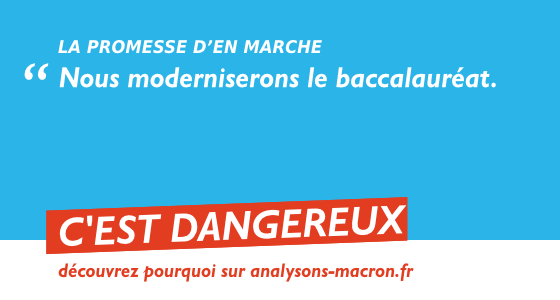 LA PROMESSE D’EN MARCHE
“ Nous moderniserons le baccalauréat.
C'EST DANGEREUX
découvrez pourquoi sur analysons-macron.fr